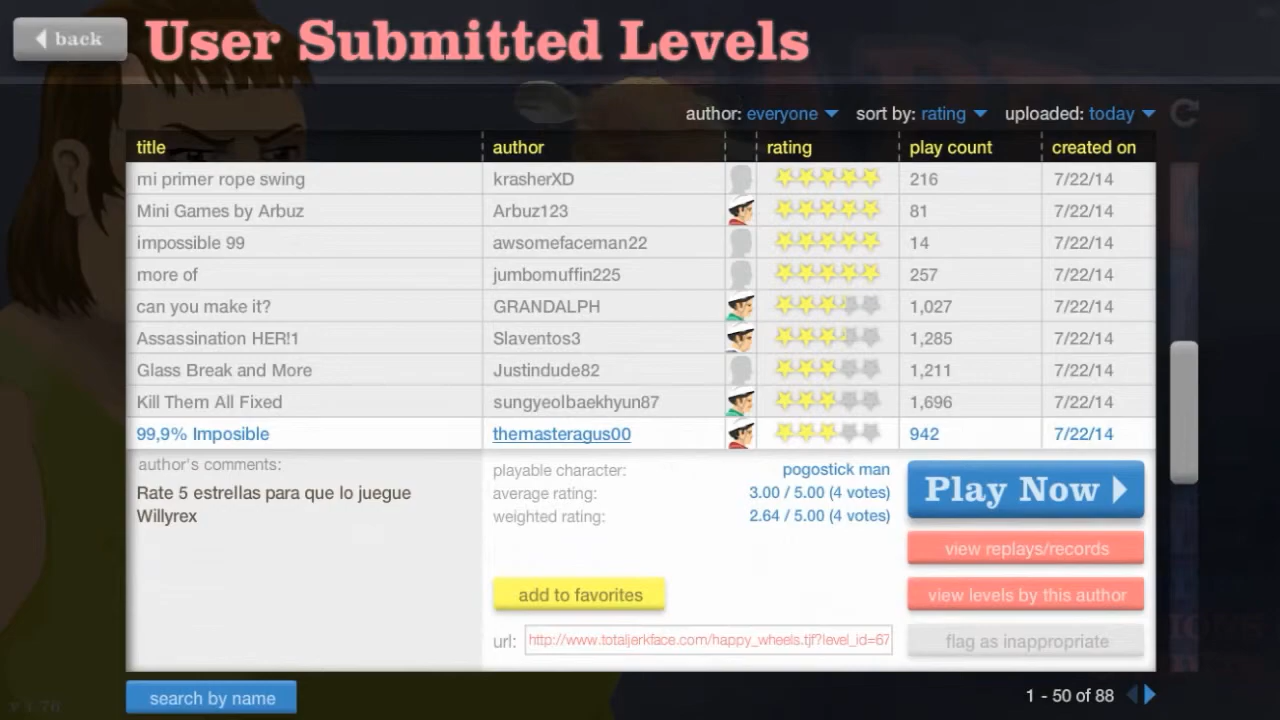 back
User Submitted Levels
author: everyone sort by: rating uploaded: today
title author rating play count created on
mi primer rope swing krasherXD 216 7/22/14
Mini Games by Arbuz Arbuz123 81 7/22/14
impossible 99 awsomefaceman22 14 7/22/14
more of jumbomuffin225 257 7/22/14
can you make it? GRANDALPH 1,027 7/22/14
Assassination HER!1 Slaventos3 1,285 7/22/14
Glass Break and More Justindude82 1,211 7/22/14
Kill Them All Fixed sungyeolbaekhyun87 1,696 7/22/14
99,9% Imposible themasteragus00 942 7/22/14
author's comments:
Rate 5 estrellas para que lo juegue
Willyrex
playable character: pogostick man
average rating: 3.00 / 5.00 (4 votes)
weighted rating: 2.64 / 5.00 (4 votes)
add to favorites
url: http://www.totaljerkface.com/happy_wheels.tjf?level_id=67
Play Now
view replays/records
view levels by this author
flag as inappropriate
search by name
1 - 50 of 88